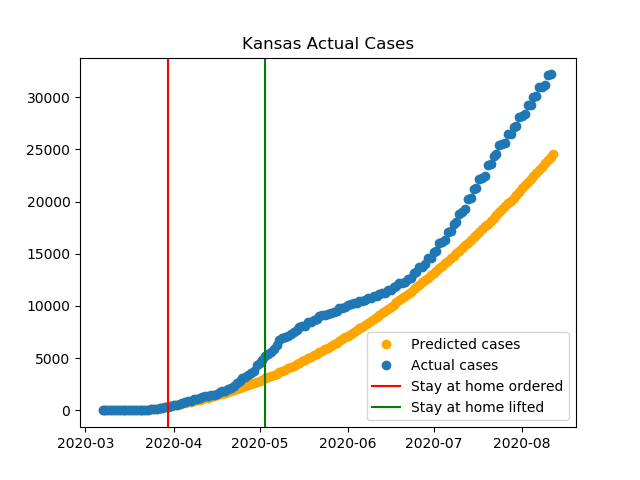 Kansas Actual Cases
30000
25000
20000
15000
10000
5000
0
Predicted cases
Actual cases
Stay at home ordered
Stay at home lifted
2020-03 2020-04 2020-05 2020-06 2020-07 2020-08